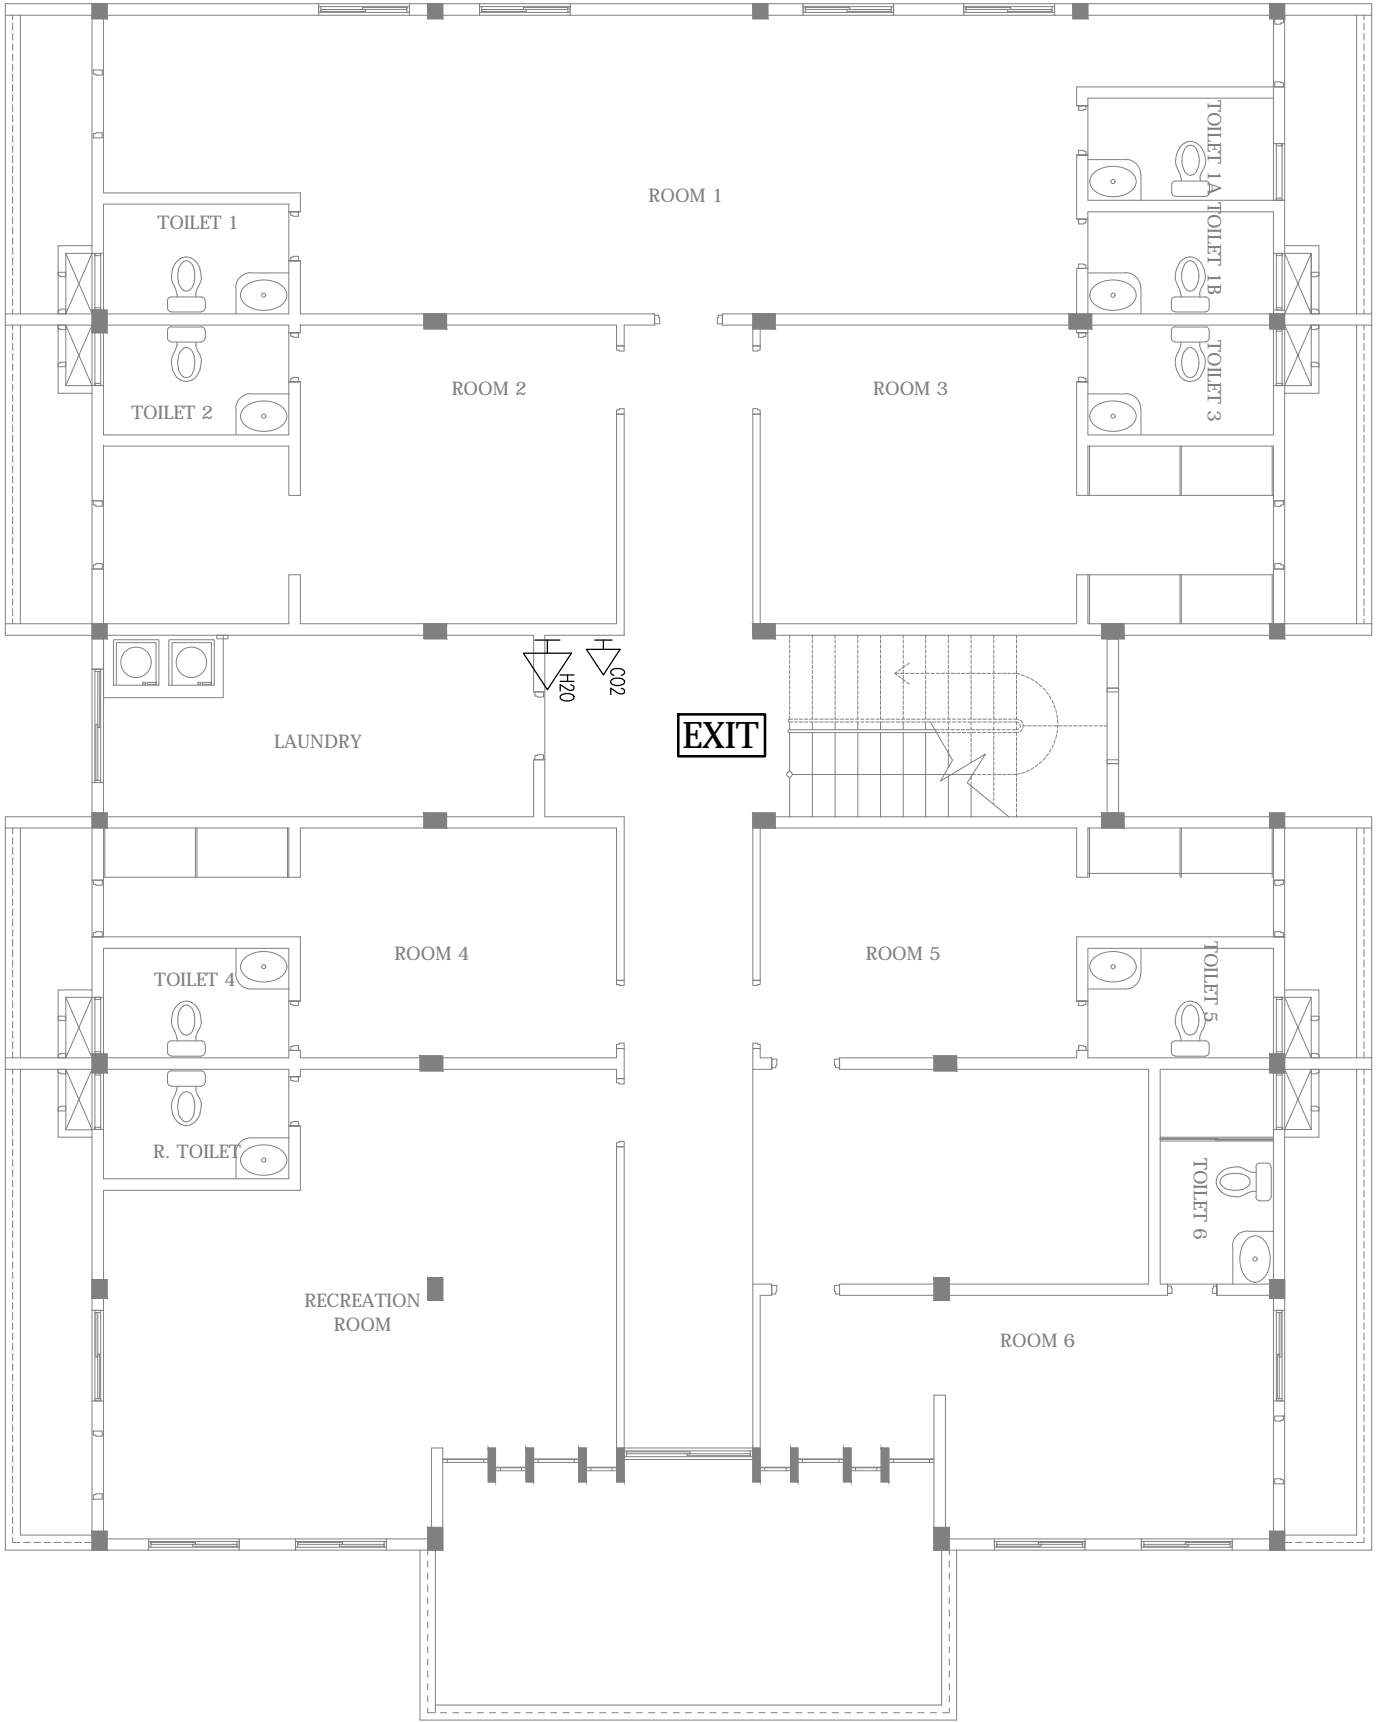 TOILET 1A
ROOM 1
TOILET 1
TOILET 1B
TOILET 3
ROOM 2
ROOM 3
TOILET 2
H20
CO2
EXIT
LAUNDRY
ROOM 4
ROOM 5
TOILET 5
TOILET 4
R. TOILET
TOILET 6
RECREATION
ROOM
ROOM 6